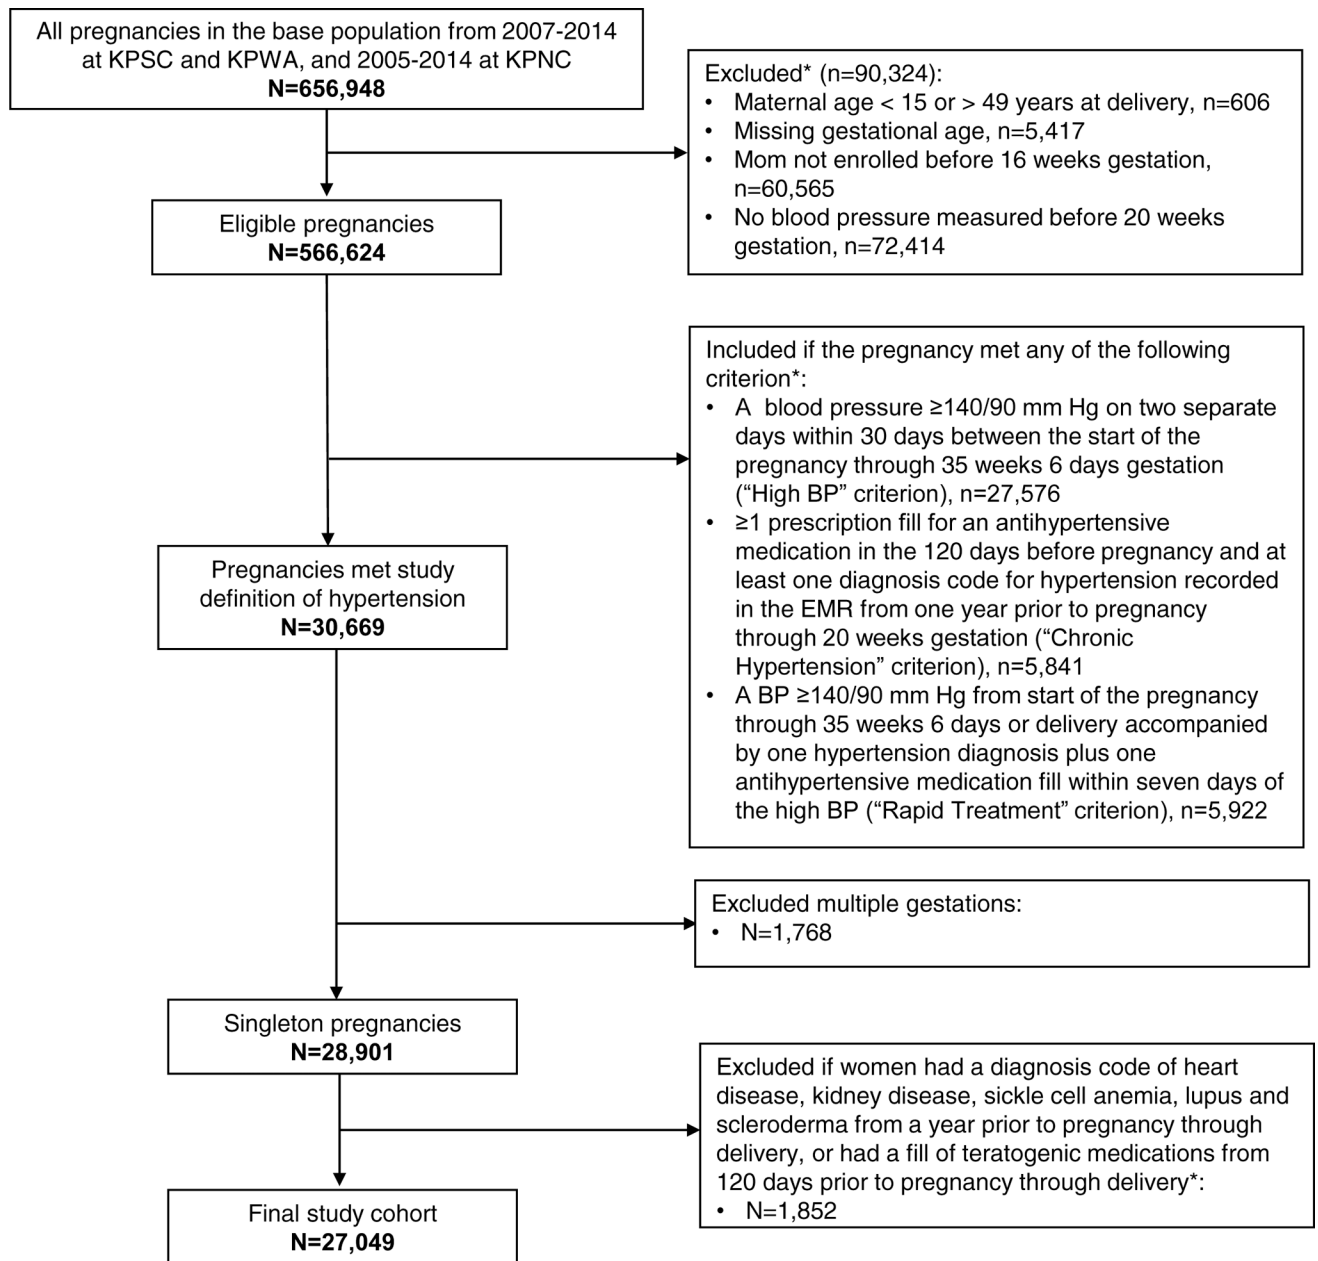 All pregnancies in the base population from 2007-2014
at KPSC and KPWA, and 2005-2014 at KPNC
N=656,948
Excluded* (n=90,324):
• Maternal age < 15 or > 49 years at delivery, n=606
• Missing gestational age, n=5,417
• Mom not enrolled before 16 weeks gestation,
n=60,565
• No blood pressure measured before 20 weeks
gestation, n=72,414
Eligible pregnancies
N=566,624
Included if the pregnancy met any of the following
criterion*:
• A blood pressure ≥140/90 mm Hg on two separate
days within 30 days between the start of the
pregnancy through 35 weeks 6 days gestation
(“High BP” criterion), n=27,576
• ≥1 prescription fill for an antihypertensive
medication in the 120 days before pregnancy and at
least one diagnosis code for hypertension recorded
in the EMR from one year prior to pregnancy
through 20 weeks gestation (“Chronic
Hypertension” criterion), n=5,841
• A BP ≥140/90 mm Hg from start of the pregnancy
through 35 weeks 6 days or delivery accompanied
by one hypertension diagnosis plus one
antihypertensive medication fill within seven days of
the high BP (“Rapid Treatment” criterion), n=5,922
Pregnancies met study
definition of hypertension
N=30,669
Excluded multiple gestations:
• N=1,768
Singleton pregnancies
N=28,901
Excluded if women had a diagnosis code of heart
disease, kidney disease, sickle cell anemia, lupus and
scleroderma from a year prior to pregnancy through
delivery, or had a fill of teratogenic medications from
120 days prior to pregnancy through delivery*:
• N=1,852
Final study cohort
N=27,049